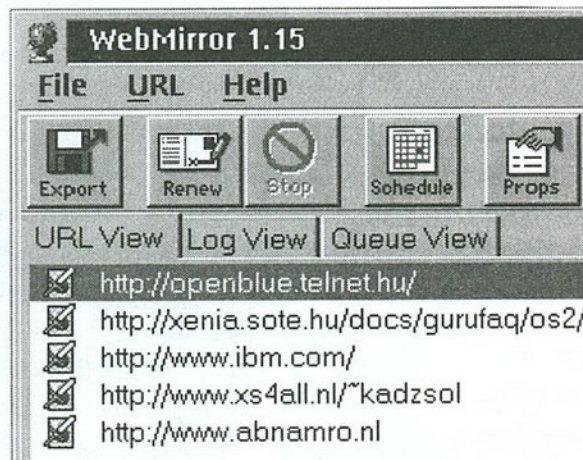 WebMirror 1.15
File URL Help
Export Renew Stop Schedule Props
URL View Log View Queue View
http://openblue.telnet.hu/
http://xenia.sote.hu/docs/gurufaq/os2/
http://www.ibm.com/
http://www.xs4all.nl/~kadzsol
http://www.abnamro.nl